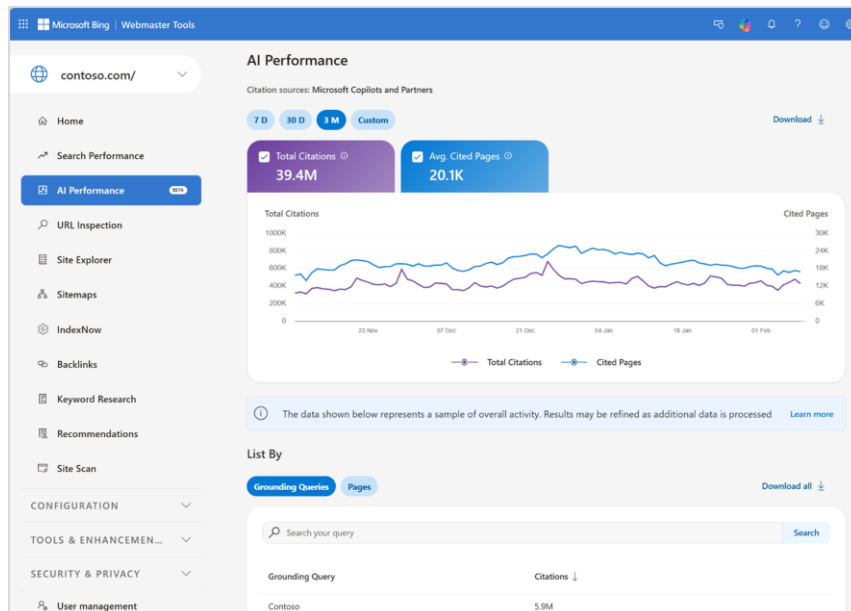 Microsoft Bing | Webmaster Tools
contoso.com/
Home
Search Performance
AI Performance BETA
URL Inspection
Site Explorer
Sitemaps
IndexNow
Backlinks
Keyword Research
Recommendations
Site Scan
CONFIGURATION
TOOLS & ENHANCEMEN...
SECURITY & PRIVACY
User management
AI Performance
Citation sources: Microsoft Copilots and Partners
7 D 30 D 3 M Custom
Download
Total Citations
39.4M
Avg. Cited Pages
20.1K
Total Citations Cited Pages
1000K 30K
800K 24K
600K 18K
400K 12K
200K 6K
0 0
23 Nov 07 Dec 21 Dec 04 Jan 18 Jan 01 Feb
Total Citations Cited Pages
The data shown below represents a sample of overall activity. Results may be refined as additional data is processed Learn more
List By
Grounding Queries Pages
Download all
Search your query Search
Grounding Query Citations ↓
Contoso 5.9M